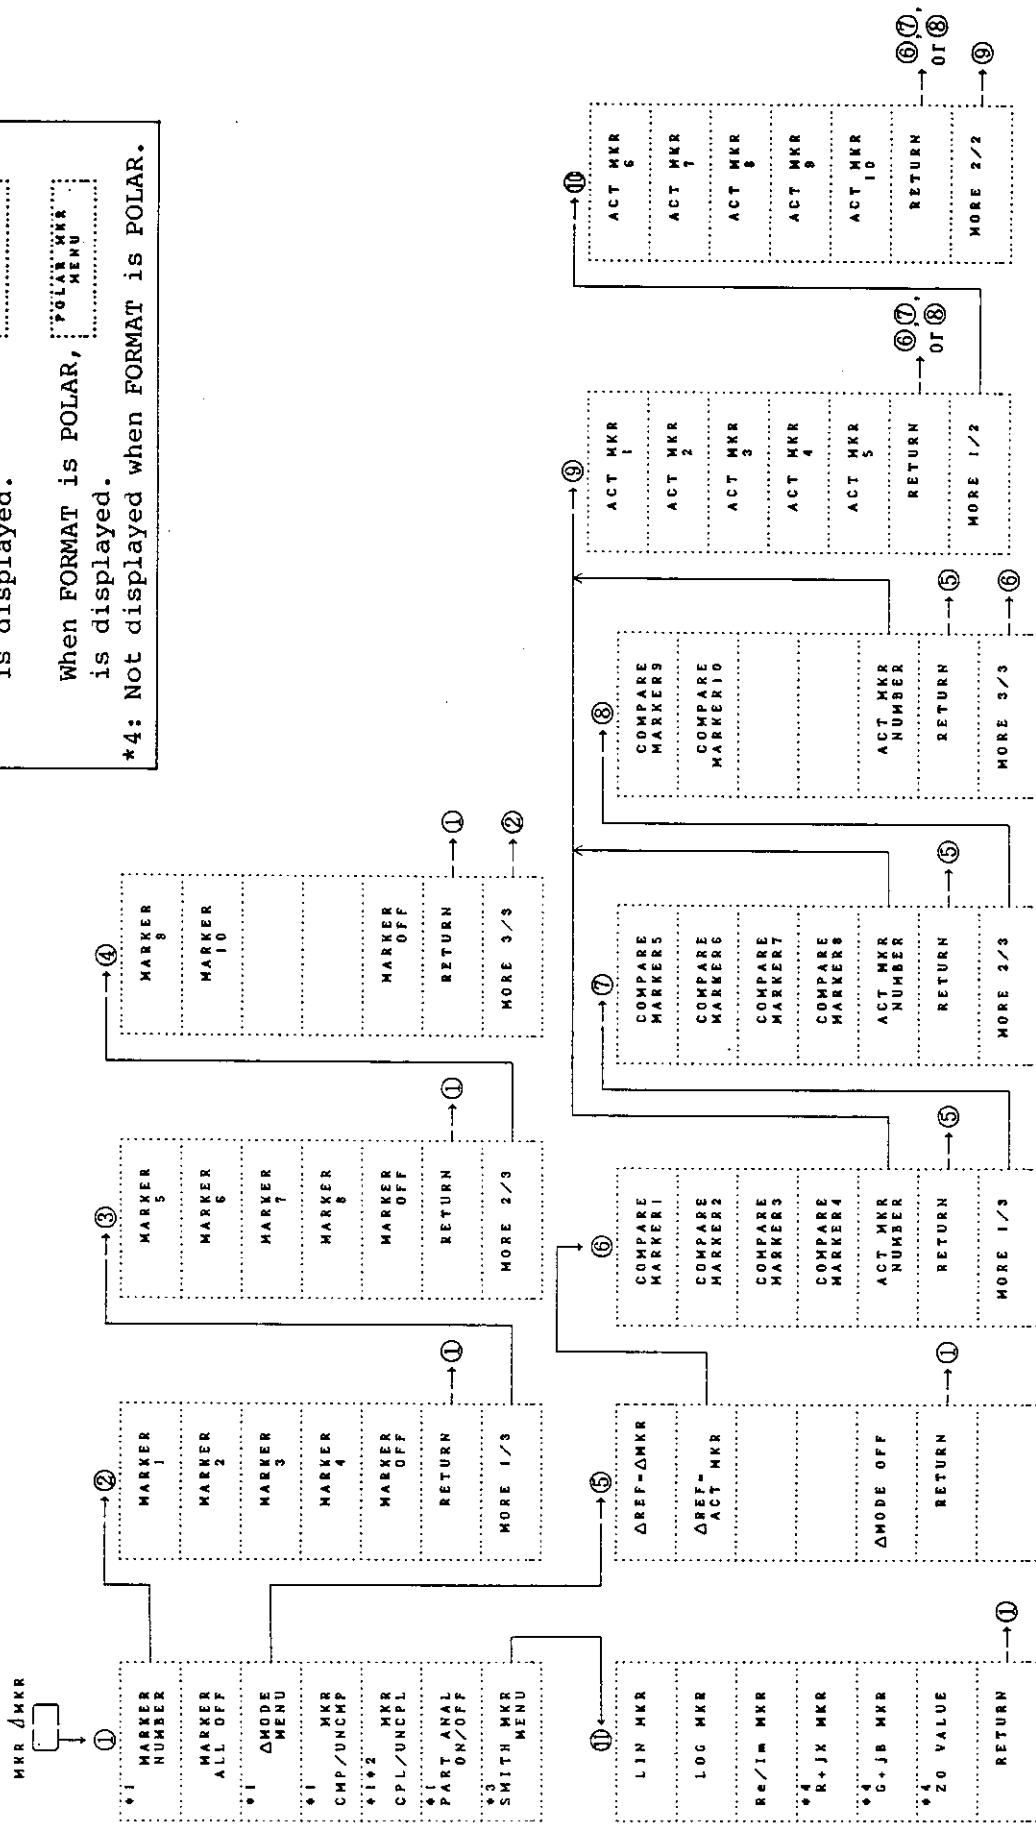 MKR ΔMKR
①
*1 MARKER
NUMBER
MARKER
ALL OFF
*1 ΔMODE
MENU
*1 MKR
CMP/UNCMP
*1*2 MKR
CPL/UNCPL
*1 PART ANAL
ON/OFF
*3 SMITH MKR
MENU
②
MARKER
1
MARKER
2
MARKER
3
MARKER
4
MARKER
OFF
RETURN
①
MORE 1/3
③
MARKER
5
MARKER
6
MARKER
7
MARKER
8
MARKER
OFF
RETURN
①
MORE 2/3
④
MARKER
9
MARKER
10
MARKER
OFF
RETURN
①
MORE 3/3
②
is displayed.
When FORMAT is POLAR,
POLAR MKR
MENU
is displayed.
*4: Not displayed when FORMAT is POLAR.
⑪
LIN MKR
LOG MKR
Re/Im MKR
*4 R+jX MKR
*4 G+jB MKR
*4 ZO VALUE
RETURN
①
⑤
ΔREF=ΔMKR
ΔREF=
ACT MKR
ΔMODE OFF
RETURN
①
⑥
COMPARE
MARKER1
COMPARE
MARKER2
COMPARE
MARKER3
COMPARE
MARKER4
ACT MKR
NUMBER
RETURN
⑤
MORE 1/3
⑦
COMPARE
MARKER5
COMPARE
MARKER6
COMPARE
MARKER7
COMPARE
MARKER8
ACT MKR
NUMBER
RETURN
⑤
MORE 2/3
⑧
COMPARE
MARKER9
COMPARE
MARKER10
ACT MKR
NUMBER
RETURN
⑤
MORE 3/3
⑥
⑨
ACT MKR
1
ACT MKR
2
ACT MKR
3
ACT MKR
4
ACT MKR
5
RETURN
⑥,⑦,
or ⑧
MORE 1/2
⑩
ACT MKR
6
ACT MKR
7
ACT MKR
8
ACT MKR
9
ACT MKR
10
RETURN
⑥,⑦,
or ⑧
MORE 2/2
⑨